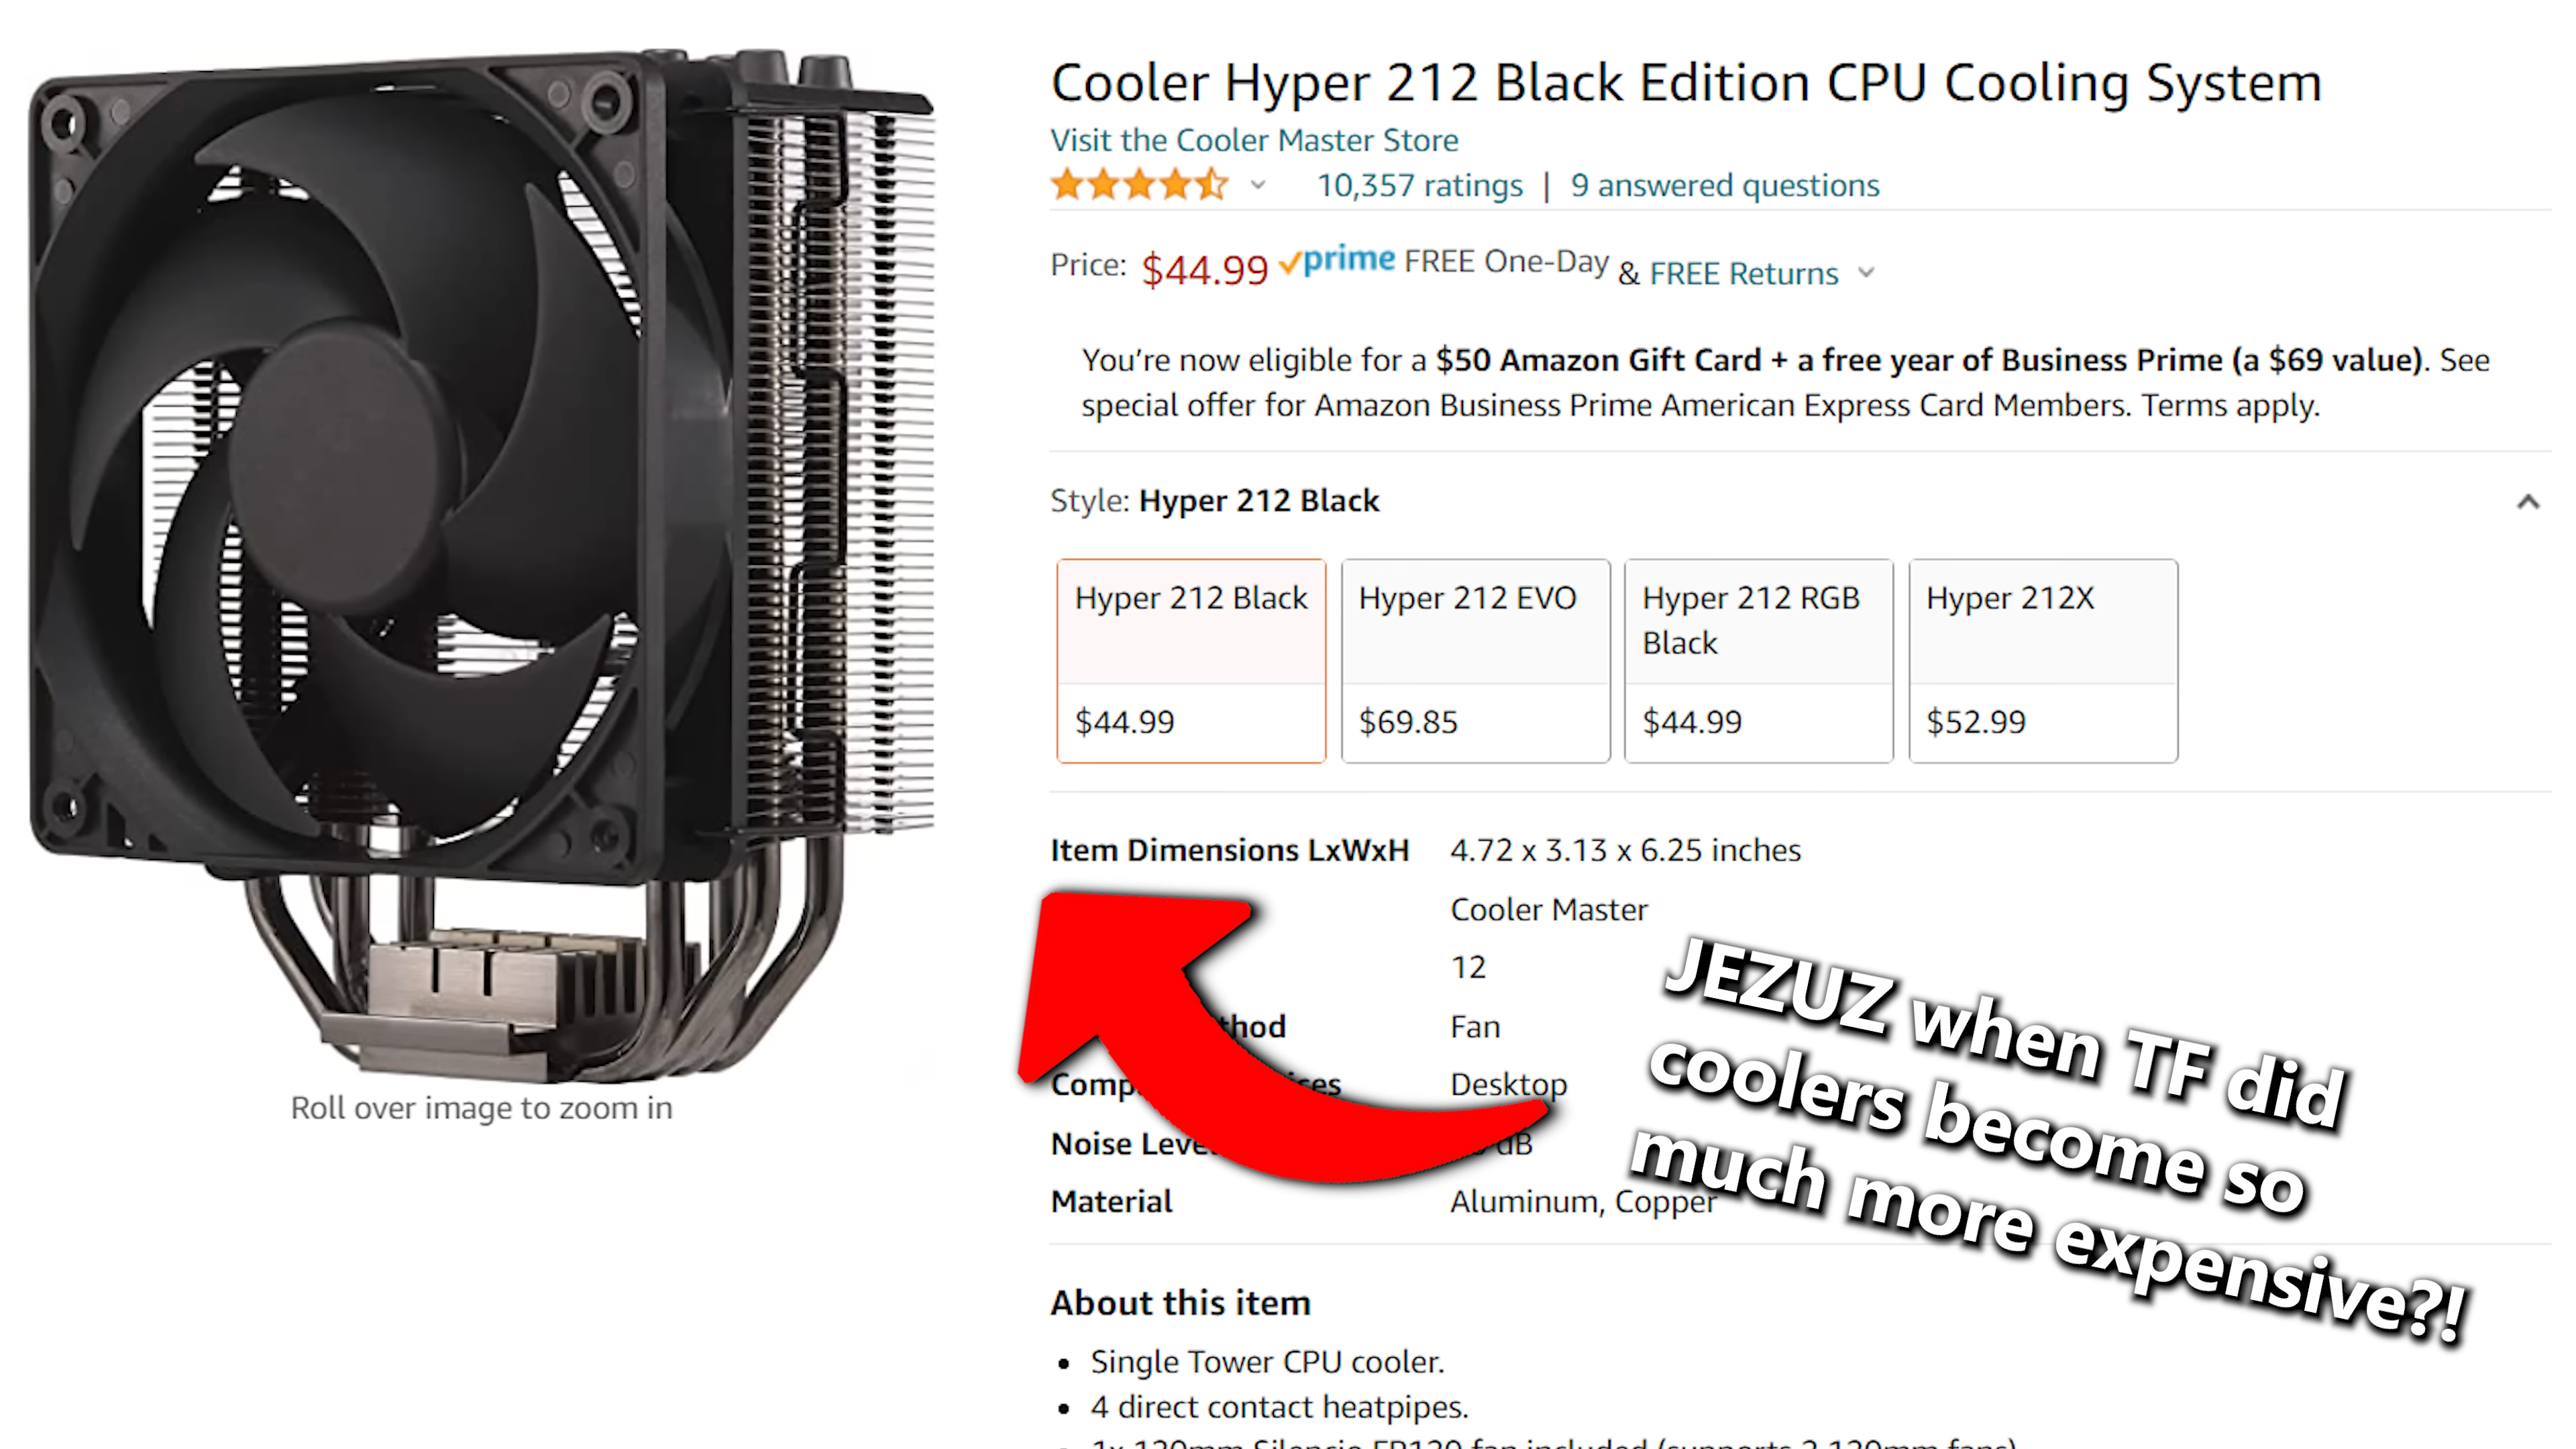 Cooler Hyper 212 Black Edition CPU Cooling System
Visit the Cooler Master Store
10,357 ratings | 9 answered questions
Price: $44.99 prime FREE One-Day & FREE Returns
You're now eligible for a $50 Amazon Gift Card + a free year of Business Prime (a $69 value). See
special offer for Amazon Business Prime American Express Card Members. Terms apply.
Style: Hyper 212 Black
Hyper 212 Black
$44.99
Hyper 212 EVO
$69.85
Hyper 212 RGB
Black
$44.99
Hyper 212X
$52.99
Item Dimensions LxWxH 4.72 x 3.13 x 6.25 inches
Cooler Master
12
Fan
Desktop
Noise dB
Material Aluminum, Copper
Roll over image to zoom in
JEZUZ when TF did
coolers become so
much more expensive?!
About this item
• Single Tower CPU cooler.
• 4 direct contact heatpipes.